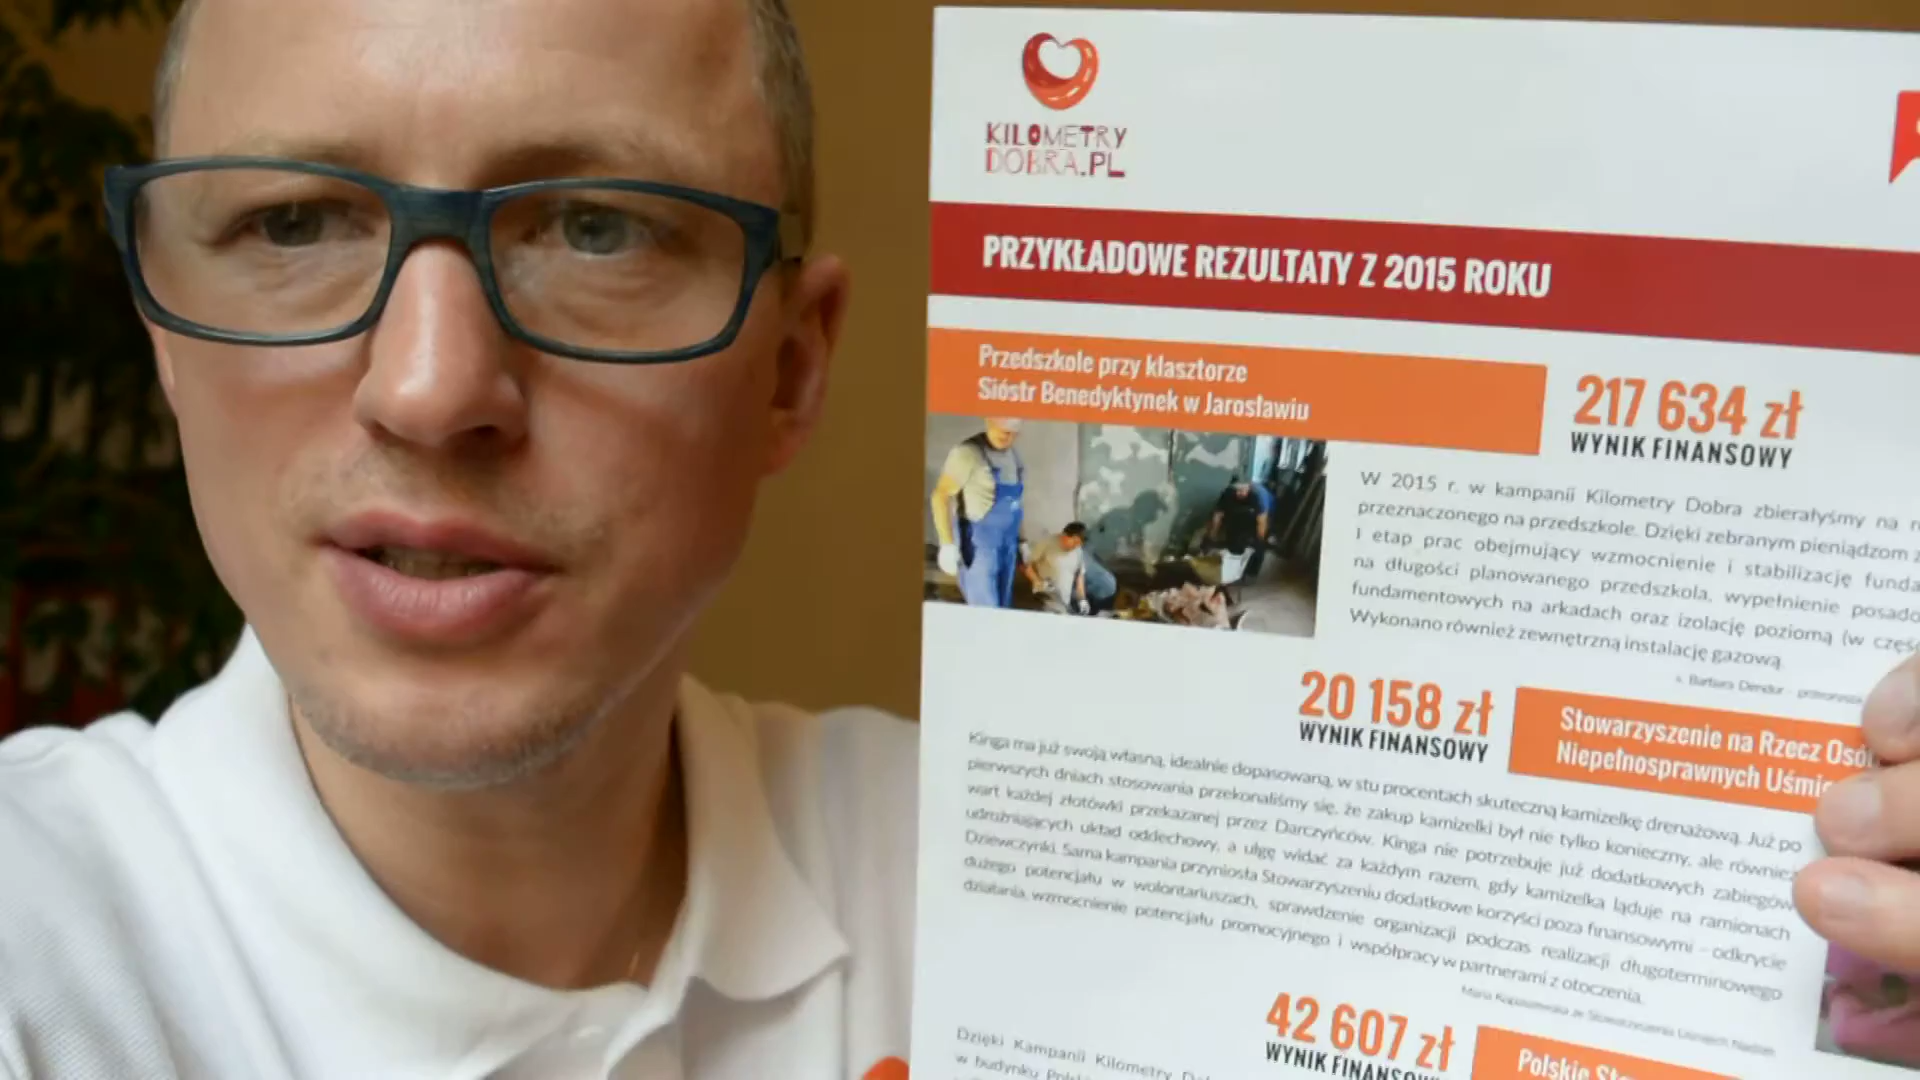 KILOMETRY
DOBRA.PL
PRZYKŁADOWE REZULTATY Z 2015 ROKU
Przedszkole przy klasztorze
Sióstr Benedyktynek w Jarosławiu
217 634 zł
WYNIK FINANSOWY
W 2015 r. w kampanii Kilometry Dobra zbierałyśmy na
przeznaczonego na przedszkole. Dzięki zebranym pieniądzom
I etap prac obejmujący wzmocnienie i stabilizację funda
na długości planowanego przedszkola, wypełnienie posado
fundamentowych na arkadach oraz izolację poziomą (w częś
Wykonano również zewnętrzną instalację gazową.
s. Barbara
20 158 zł
WYNIK FINANSOWY
Stowarzyszenie na Rzecz Osó
Niepełnosprawnych Uśmie
Kinga ma już swoją własną, idealnie dopasowaną, w stu procentach skuteczną kamizelkę drenażową. Już po
pierwszych dniach stosowania przekonaliśmy się, że zakup kamizelki był nie tylko konieczny, ale również
wart każdej złotówki przekazanej przez Darczyńców. Kinga nie potrzebuje już dodatkowych zabiegów
udrożniających układ oddechowy, a ulgę widać za każdym razem, gdy kamizelka ląduje na ramionach
Dziewczynki. Sama kampania przyniosła Stowarzyszeniu dodatkowe korzyści poza finansowymi - odkrycie
dużego potencjału w wolontariuszach, sprawdzenie organizacji podczas realizacji długoterminowego
działania, wzmocnienie potencjału promocyjnego i współpracy w partnerami z otoczenia.
42 607 zł
WYNIK FINANSOWY
Polskie Sto
Dzięki Kampanii Kilometry Do
w budynku